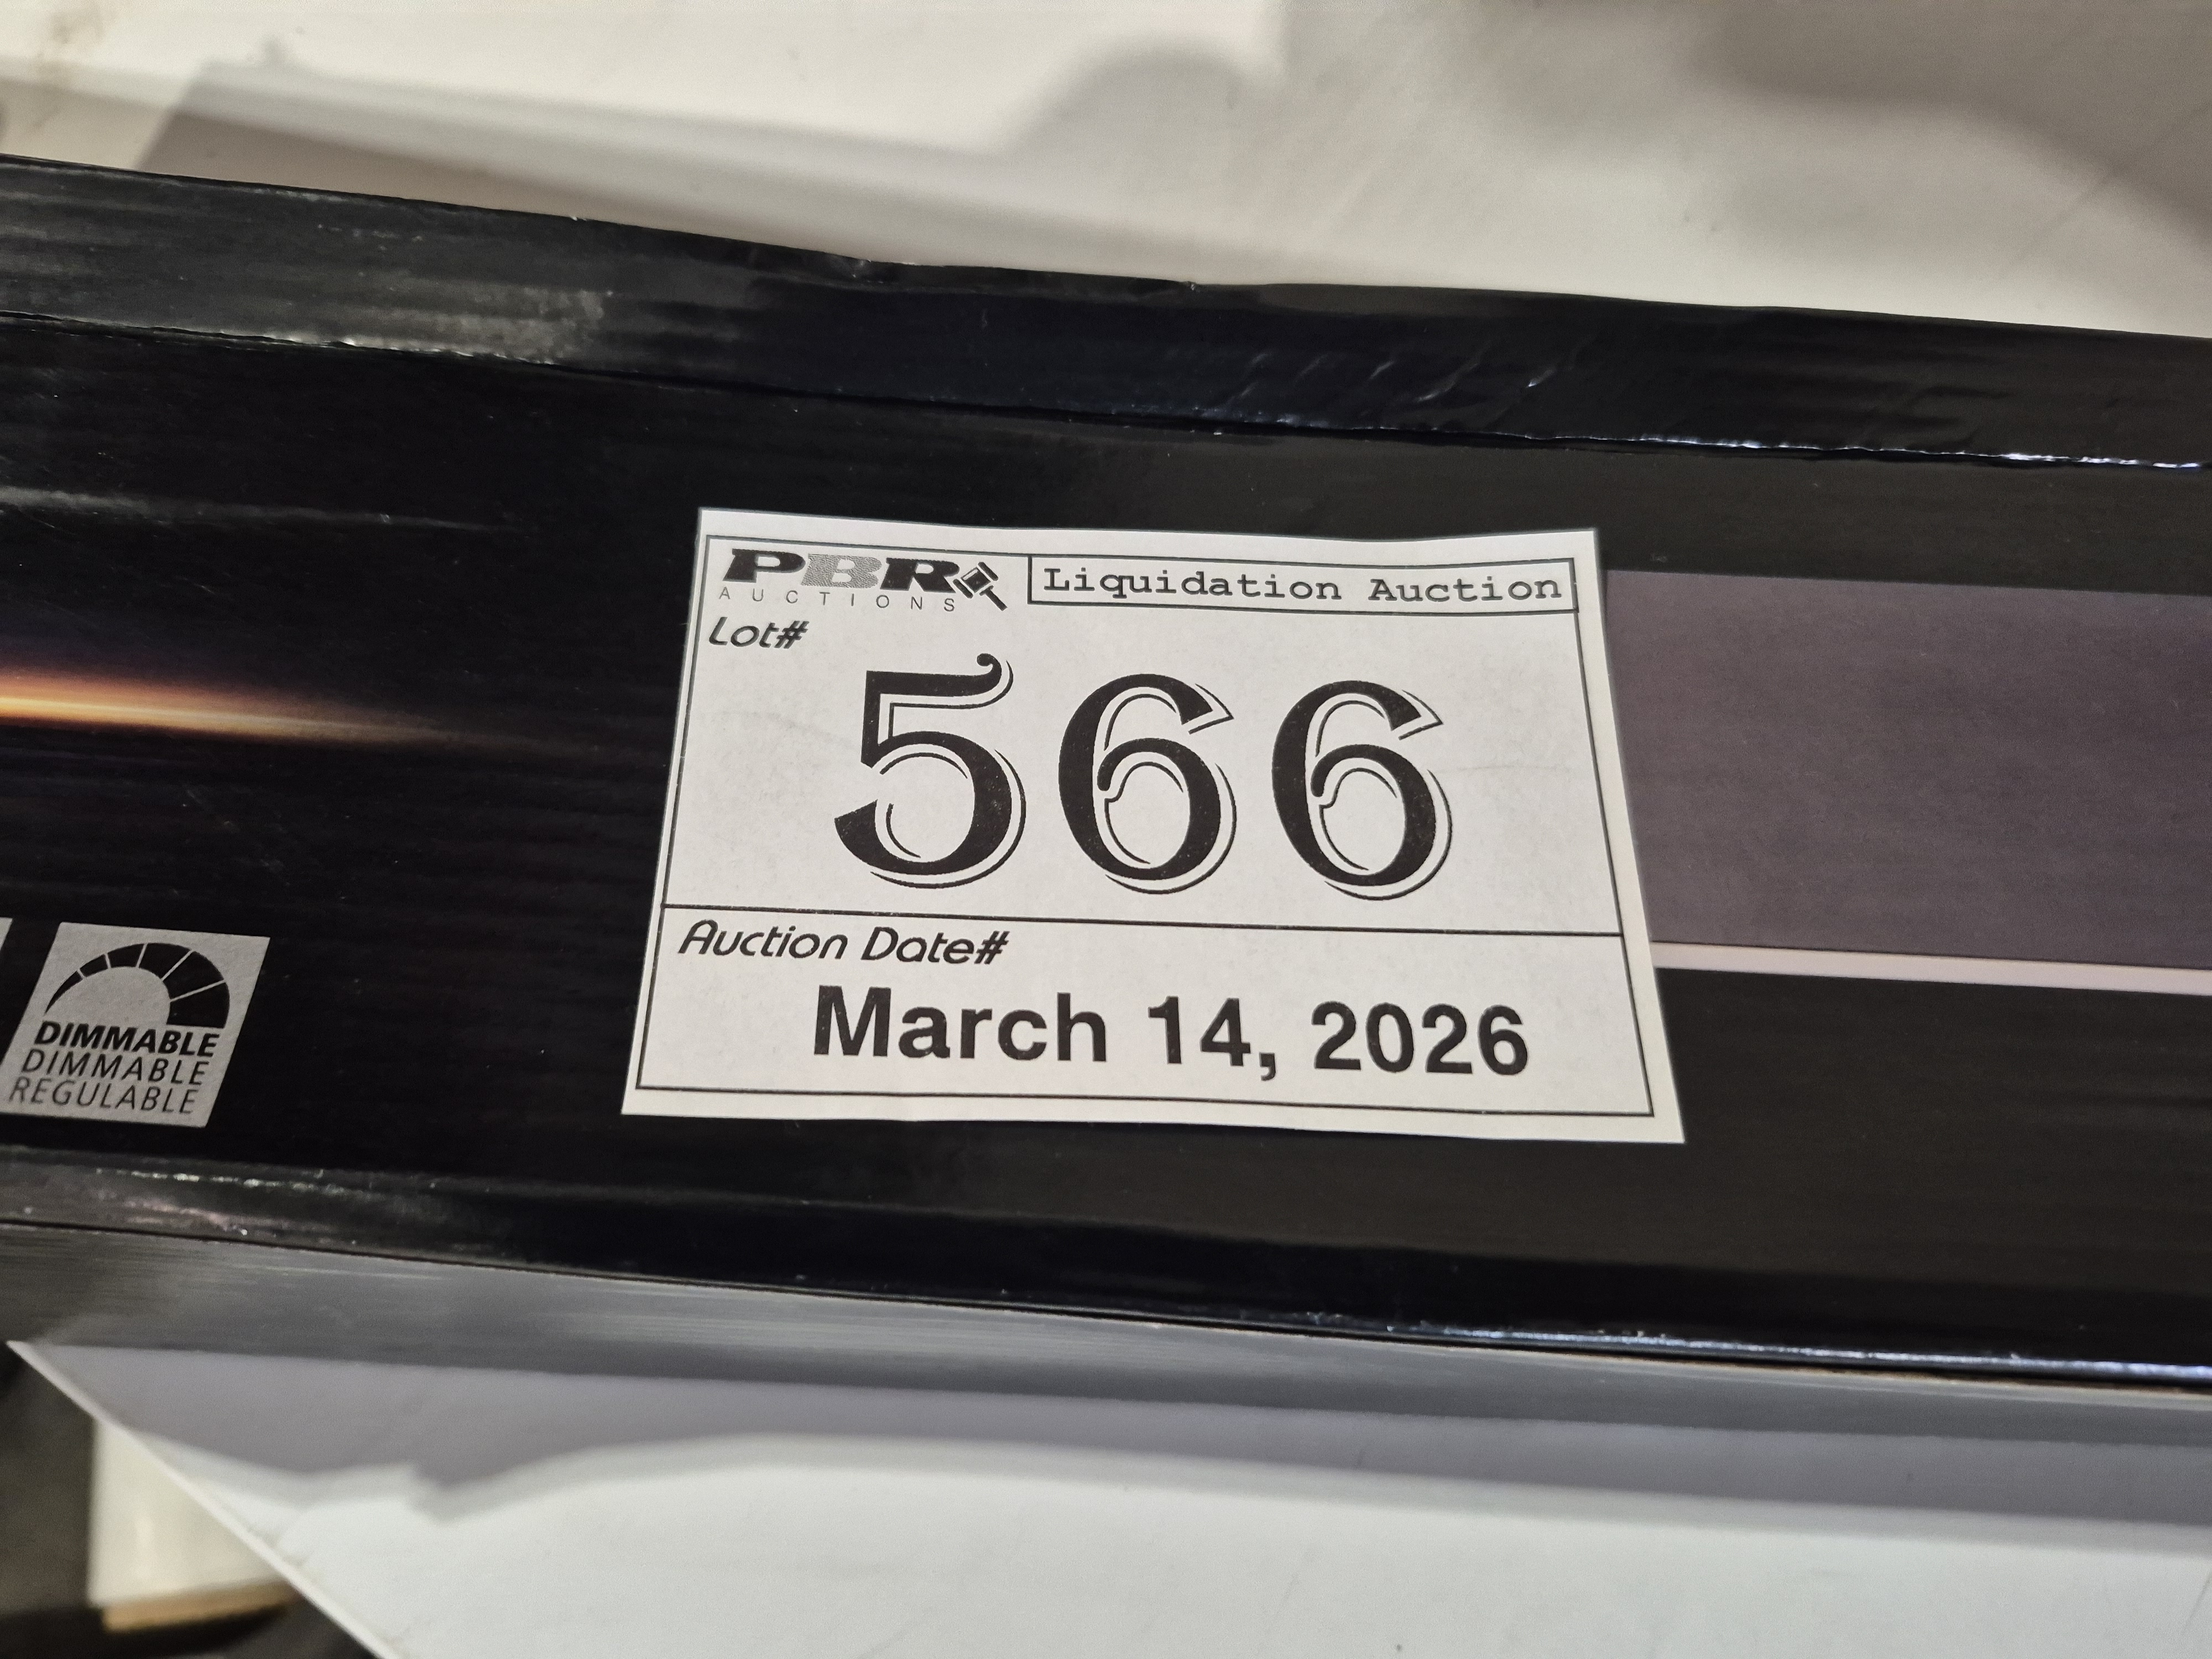 PBR
AUCTIONS
Liquidation Auction
Lot#
566
Auction Date#
March 14, 2026
DIMMABLE
DIMMABLE
REGULABLE